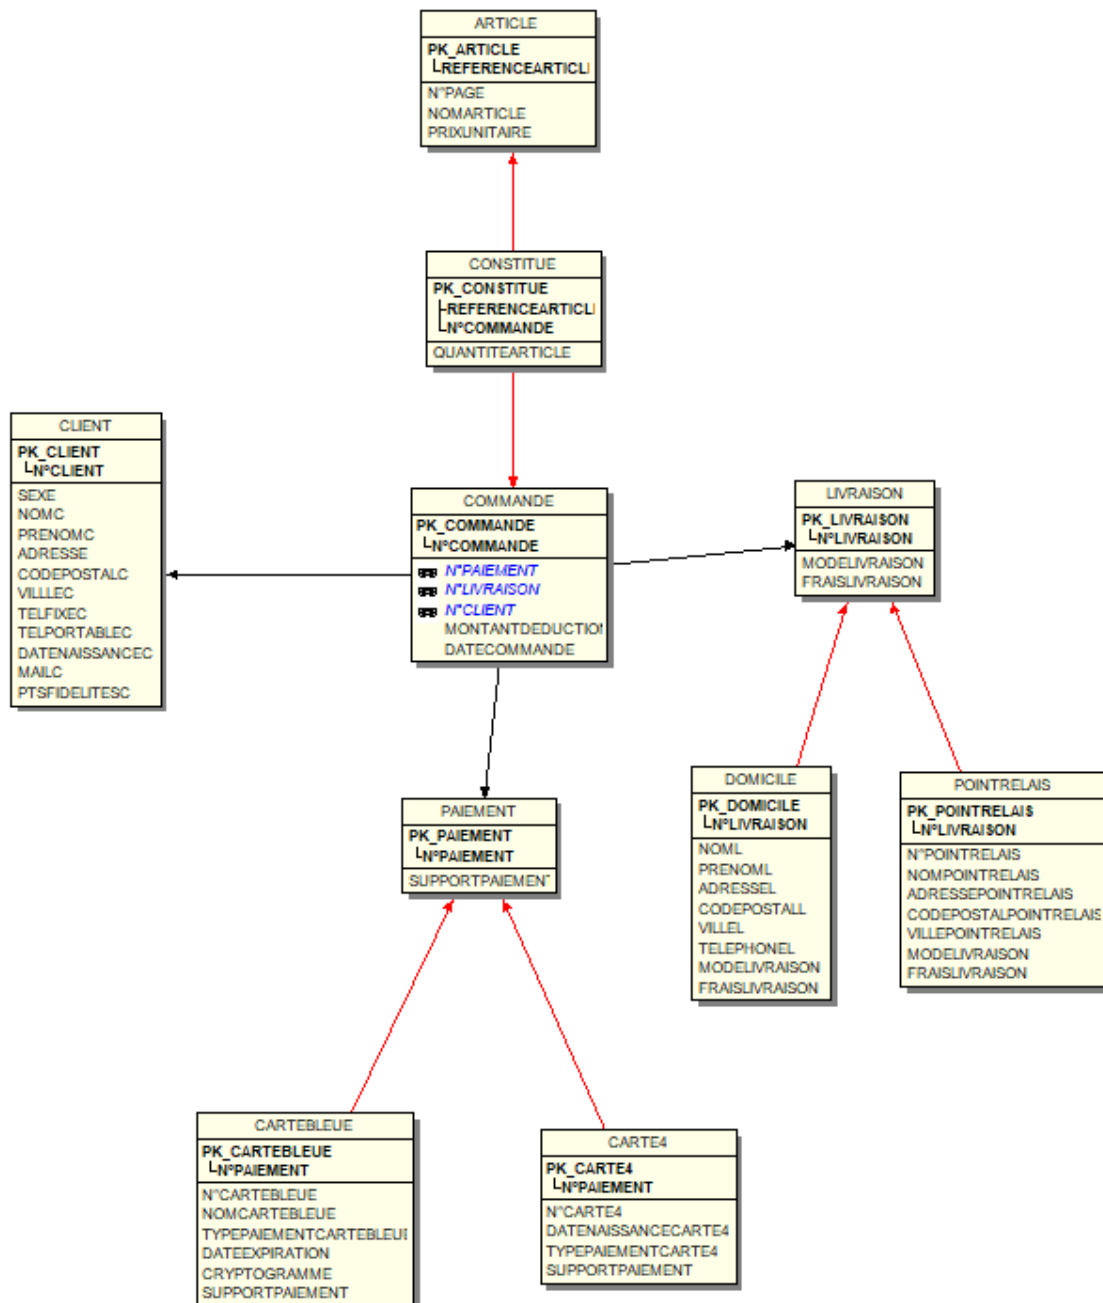 ARTICLE
PK_ARTICLE
REFERENCEARTICLI
N°PAGE
NOMARTICLE
PRIXUNITAIRE
CONSTITUE
PK_CONSTITUE
REFERENCEARTICLI
N°COMMANDE
QUANTITEARTICLE
CLIENT
PK_CLIENT
N°CLIENT
SEXE
NOMC
PRENOMC
ADRESSE
CODEPOSTALC
VILLLEC
TELFIXEC
TELPORTABLEC
DATENAISSANCEC
MAILC
PTSFIDELITESC
COMMANDE
PK_COMMANDE
N°COMMANDE
N°PAIEMENT
N°LIVRAISON
N°CLIENT
MONTANTDEDUCTION
DATECOMMANDE
LIVRAISON
PK_LIVRAISON
N°LIVRAISON
MODELIVRAISON
FRAISLIVRAISON
PAIEMENT
PK_PAIEMENT
N°PAIEMENT
SUPPORTPAIEMENT
DOMICILE
PK_DOMICILE
N°LIVRAISON
NOML
PRENOML
ADRESSEL
CODEPOSTALL
VILLEL
TELEPHONEL
MODELIVRAISON
FRAISLIVRAISON
POINTRELAIS
PK_POINTRELAIS
N°LIVRAISON
N°POINTRELAIS
NOMPOINTRELAIS
ADRESSEPOINTRELAIS
CODEPOSTALPOINTRELAIS
VILLEPOINTRELAIS
MODELIVRAISON
FRAISLIVRAISON
CARTEBLEUE
PK_CARTEBLEUE
N°PAIEMENT
N°CARTEBLEUE
NOMCARTEBLEUE
TYPEPAIEMENTCARTEBLEUE
DATEEXPIRATION
CRYPTOGRAMME
SUPPORTPAIEMENT
CARTE4
PK_CARTE4
N°PAIEMENT
N°CARTE4
DATENAISSANCECARTE4
TYPEPAIEMENTCARTE4
SUPPORTPAIEMENT